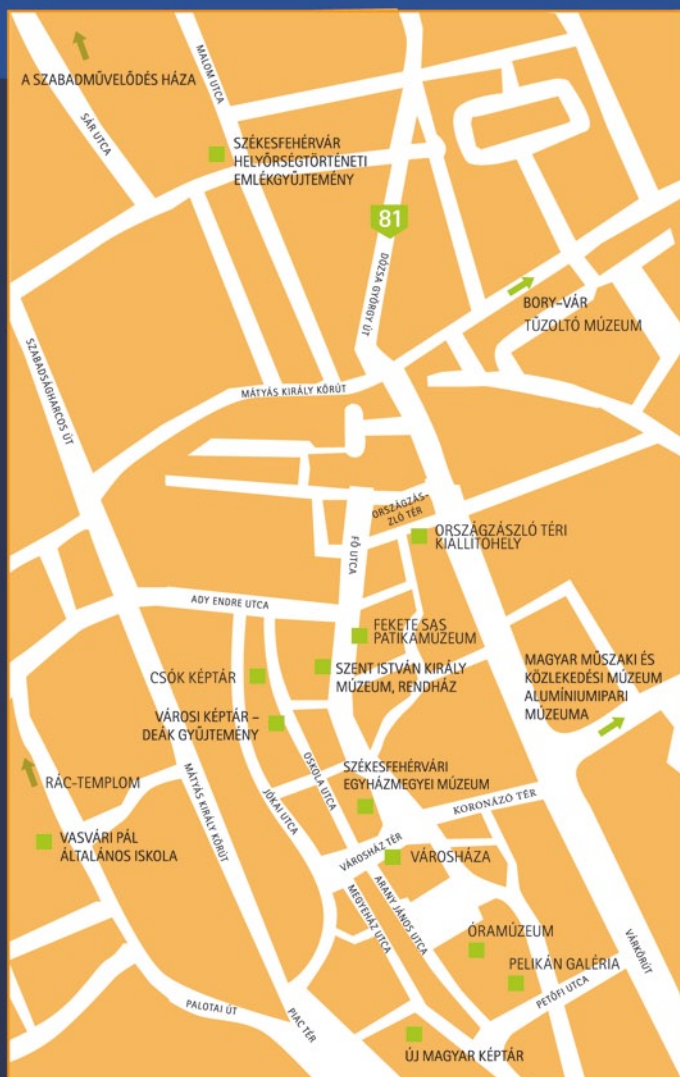 A SZABADMŰVELŐDÉS HÁZA
MALOM UTCA
SÁR UTCA
SZÉKESFEHÉRVÁR
HELYŐRSÉGTÖRTÉNETI
EMLÉKGYŰJTEMÉNY
81
DÓZSA GYÖRGY ÚT
BORY-VÁR
TŰZOLTÓ MÚZEUM
SZABADSÁGHARCOS ÚT
MÁTYÁS KIRÁLY KÖRÚT
ORSZÁGZÁS-
ZLÓ TÉR
ORSZÁGZÁSZLÓ TÉRI
KIÁLLÍTÓHELY
FŐ UTCA
ADY ENDRE UTCA
FEKETE SAS
PATIKAMÚZEUM
CSÓK KÉPTÁR
SZENT ISTVÁN KIRÁLY
MÚZEUM, RENDHÁZ
MAGYAR MŰSZAKI ÉS
KÖZLEKEDÉSI MÚZEUM
ALUMÍNIUMIPARI
MÚZEUMA
VÁROSI KÉPTÁR –
DEÁK GYŰJTEMÉNY
OSKOLA UTCA
RÁC-TEMPLOM
MÁTYÁS KIRÁLY KÖRÚT
JÓKAI UTCA
SZÉKESFEHÉRVÁRI
EGYHÁZMEGYEI MÚZEUM
KORONÁZÓ TÉR
VASVÁRI PÁL
ÁLTALÁNOS ISKOLA
VÁROSHÁZ TÉR
VÁROSHÁZA
MEGYEHÁZ UTCA
ARANY JÁNOS UTCA
ÓRAMÚZEUM
PELIKÁN GALÉRIA
VÁRKÖRÚT
PETŐFI UTCA
PALOTAI ÚT
PIAC TÉR
ÚJ MAGYAR KÉPTÁR